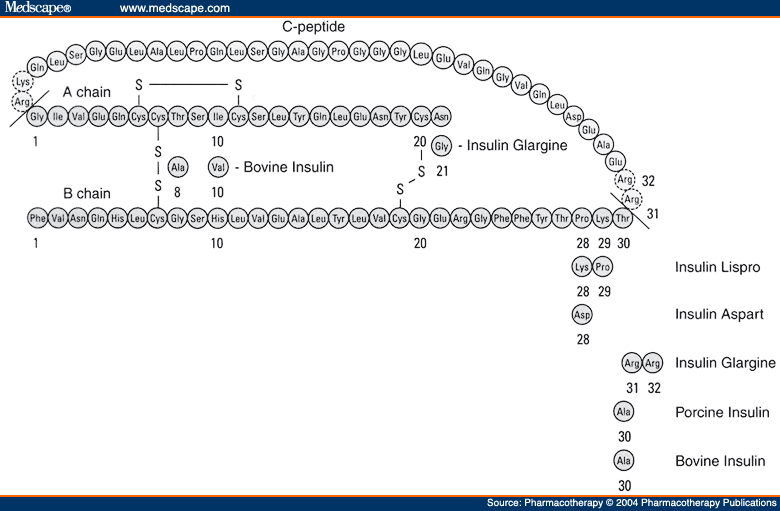 Medscape® www.medscape.com
C-peptide
Gln Leu Ser Gly Glu Leu Ala Leu Pro Gln Leu Ser Gly Ala Gly Pro Gly Gly Gly Leu Glu Val Gln Gly Val Gln Leu Asp Glu Ala Glu Arg Arg
Lys
Arg
32
31
A chain
S S
Gly Ile Val Glu Gln Cys Cys Thr Ser Ile Cys Ser Leu Tyr Gln Leu Glu Asn Tyr Cys Asn
1 10 20 21
Gly - Insulin Glargine
S
S
S
S
Ala Val - Bovine Insulin
8 10
B chain
Phe Val Asn Gln His Leu Cys Gly Ser His Leu Val Glu Ala Leu Tyr Leu Val Cys Gly Glu Arg Gly Phe Phe Tyr Thr Pro Lys Thr
1 10 20 28 29 30
Lys Pro Insulin Lispro
28 29
Asp Insulin Aspart
28
Arg Arg Insulin Glargine
31 32
Ala Porcine Insulin
30
Ala Bovine Insulin
30
Source: Pharmacotherapy © 2004 Pharmacotherapy Publications